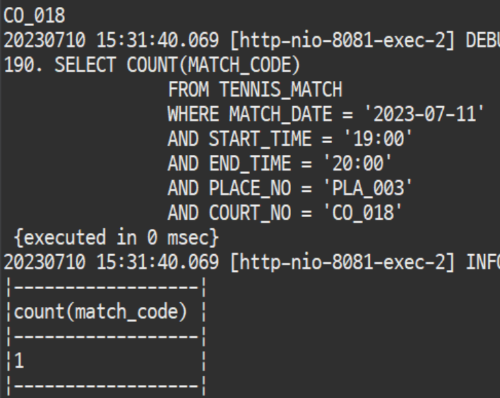 CO_018
20230710 15:31:40.069 [http-nio-8081-exec-2] DEBU
190. SELECT COUNT(MATCH_CODE)
FROM TENNIS_MATCH
WHERE MATCH_DATE = '2023-07-11'
AND START_TIME = '19:00'
AND END_TIME = '20:00'
AND PLACE_NO = 'PLA_003'
AND COURT_NO = 'CO_018'
{executed in 0 msec}
20230710 15:31:40.069 [http-nio-8081-exec-2] INFO
|------------------|
|count(match_code) |
|------------------|
|1 |
|------------------|